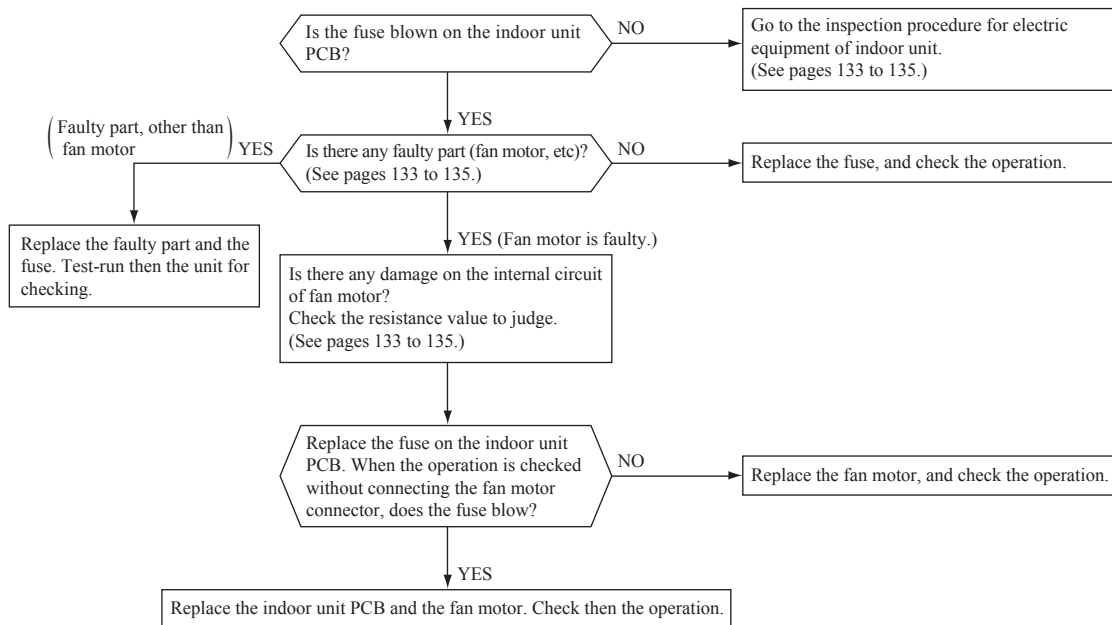 Is the fuse blown on the indoor unit
PCB?
NO
Go to the inspection procedure for electric
equipment of indoor unit.
(See pages 133 to 135.)
YES
(Faulty part, other than
fan motor)
YES
Is there any faulty part (fan motor, etc)?
(See pages 133 to 135.)
NO
Replace the fuse, and check the operation.
Replace the faulty part and the
fuse. Test-run then the unit for
checking.
YES (Fan motor is faulty.)
Is there any damage on the internal circuit
of fan motor?
Check the resistance value to judge.
(See pages 133 to 135.)
Replace the fuse on the indoor unit
PCB. When the operation is checked
without connecting the fan motor
connector, does the fuse blow?
NO
Replace the fan motor, and check the operation.
YES
Replace the indoor unit PCB and the fan motor. Check then the operation.